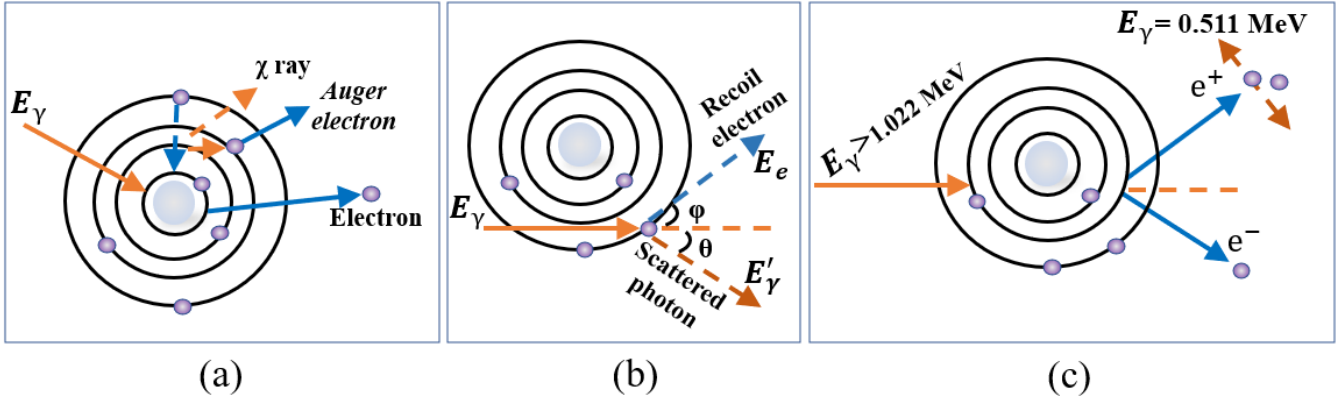 E_γ
χ ray
Auger
electron
Electron
(a)
Recoil
electron
E_e
E_γ
φ
θ
E′_γ
Scattered
photon
(b)
E_γ= 0.511 MeV
E_γ>1.022 MeV
e⁺
e⁻
(c)